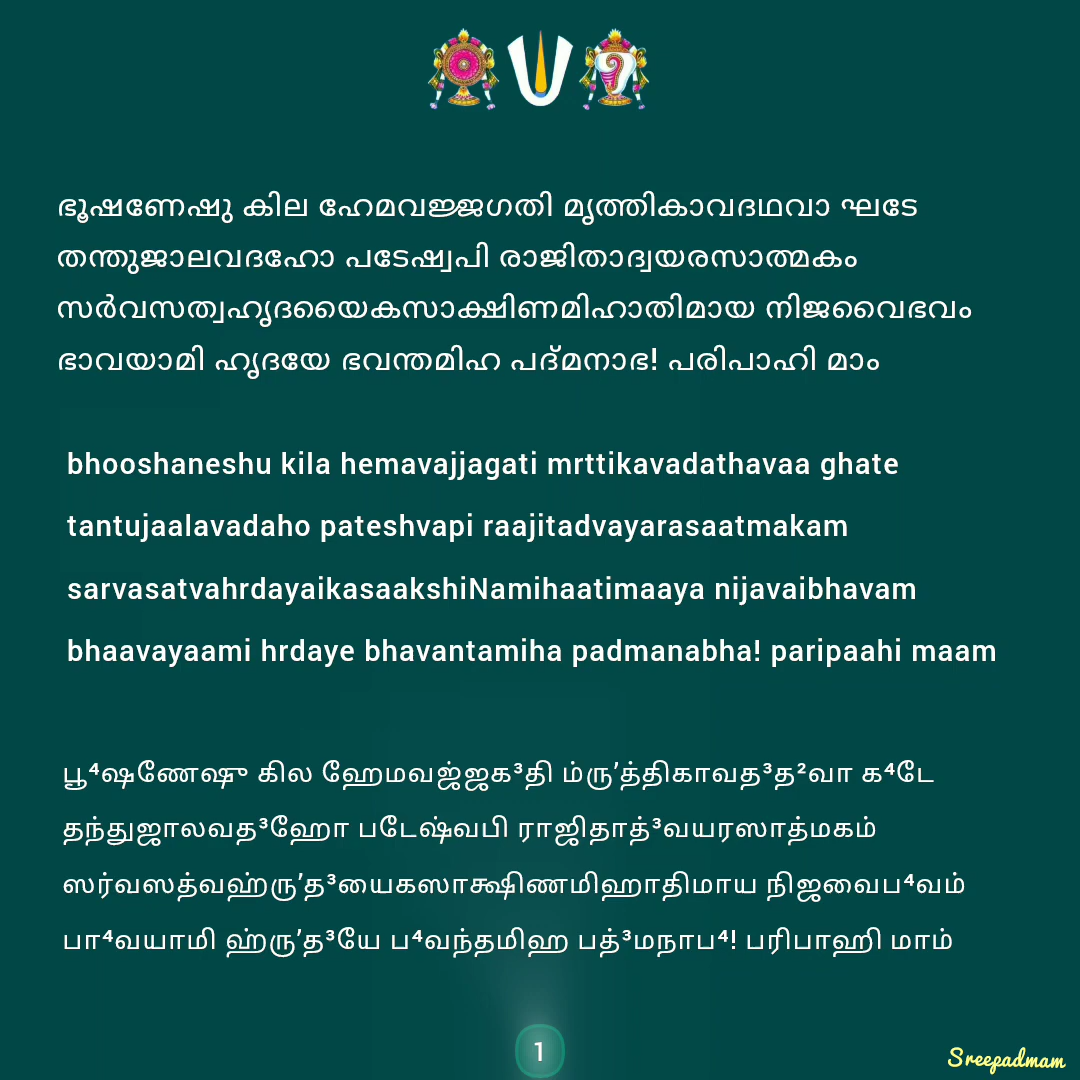 ഭൂഷണേഷു കില ഹേമവജ്ജഗതി മൃത്തികാവദഥവാ ഘടേ
തന്തുജാലവദഹോ പടേഷ്വപി രാജിതാദ്വയരസാത്മകം
സർവസത്വഹൃദയൈകസാക്ഷിണമിഹാതിമായ നിജവൈഭവം
ഭാവയാമി ഹൃദയേ ഭവന്തമിഹ പദ്മനാഭ! പരിപാഹി മാം
bhooshaneshu kila hemavajjagati mrttikavadathavaa ghate
tantujaalavadaho pateshvapi raajitadvayarasaatmakam
sarvasatvahrdayaikasaakshiNamihaatimaaya nijavaibhavam
bhaavayaami hrdaye bhavantamiha padmanabha! paripaahi maam
பூ⁴ஷணேஷு கில ஹேமவஜ்ஜக³தி ம்ருʼத்திகாவத³த²வா க⁴டே
தந்துஜாலவத³ஹோ படேஷ்வபி ராஜிதாத்³வயரஸாத்மகம்
ஸர்வஸத்வஹ்ருʼத³யைகஸாக்ஷிணமிஹாதிமாய நிஜவைப⁴வம்
பா⁴வயாமி ஹ்ருʼத³யே ப⁴வந்தமிஹ பத்³மநாப⁴! பரிபாஹி மாம்
1
Sreepadmam